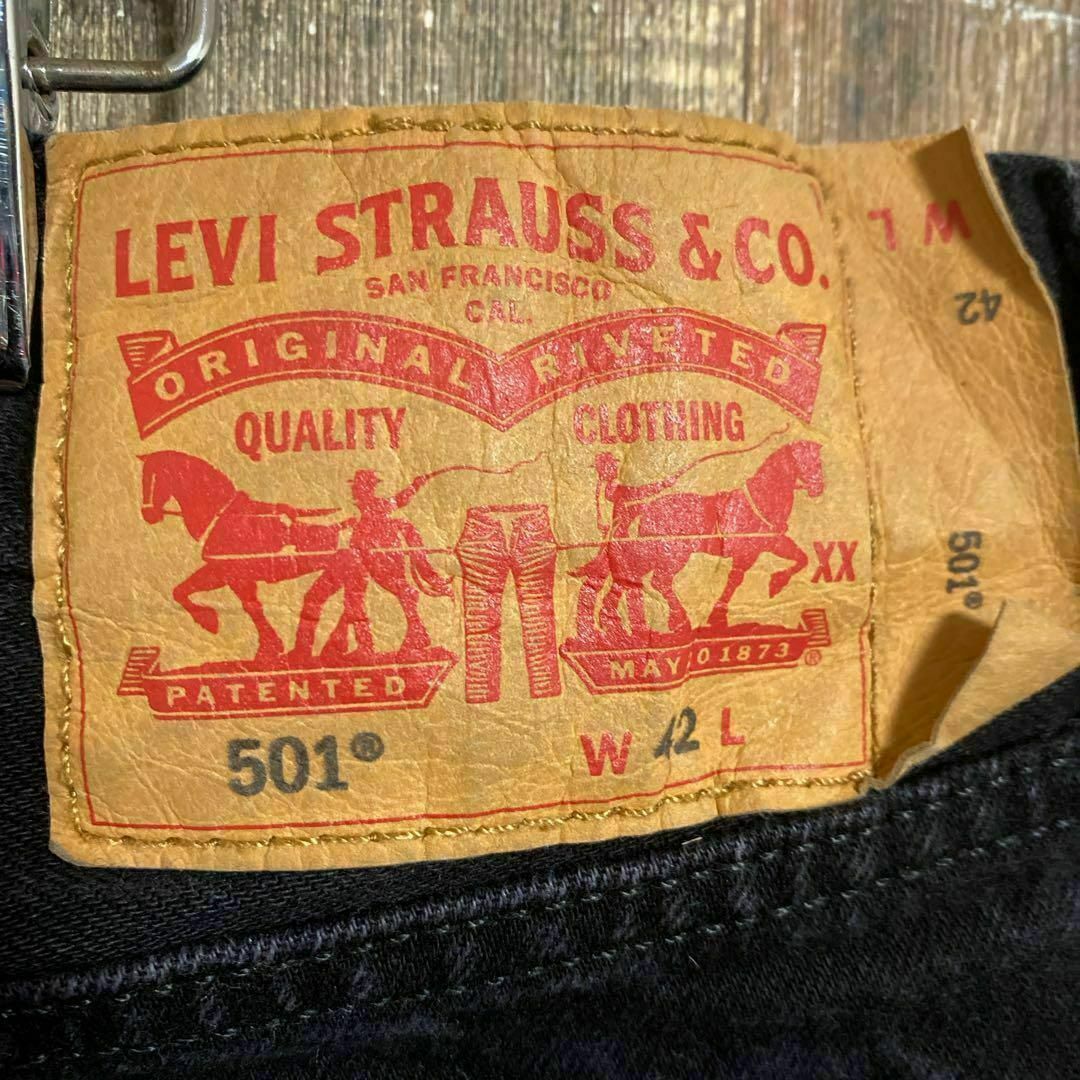 LEVI STRAUSS & CO.
SAN FRANCISCO
CAL.
ORIGINAL RIVETED
QUALITY CLOTHING
XX
PATENTED MAY 20 1873®
501® W 42 L
W L
42
501®